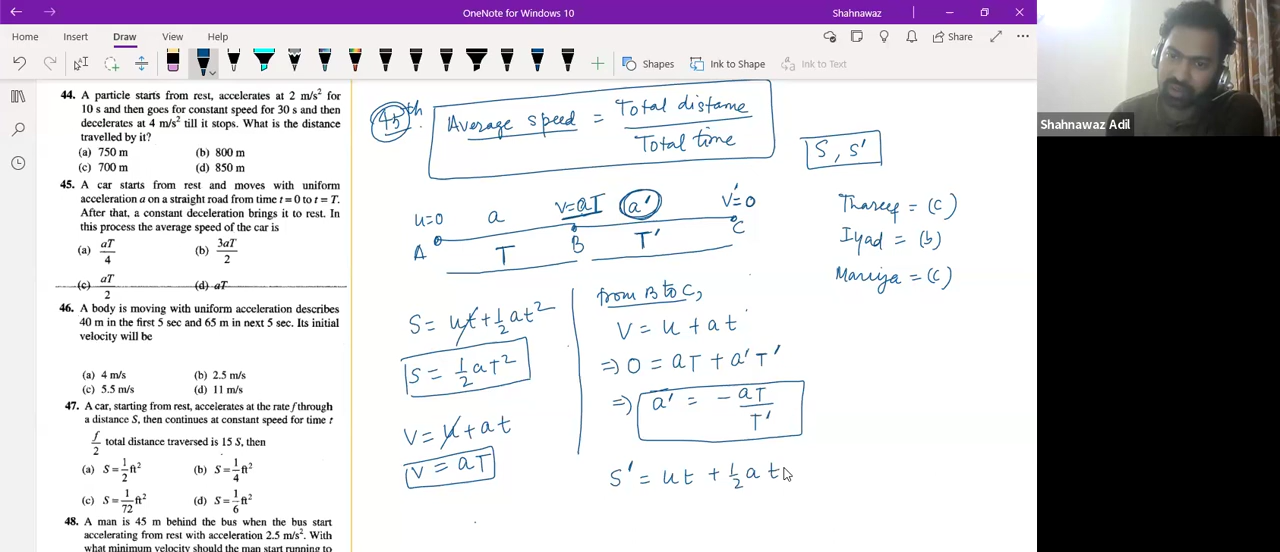 OneNote for Windows 10
Shahnawaz
Home Insert Draw View Help
Share
Shapes
Ink to Shape
Ink to Text
44. A particle starts from rest, accelerates at 2 m/s² for
10 s and then goes for constant speed for 30 s and then
decelerates at 4 m/s² till it stops. What is the distance
travelled by it?
(a) 750 m (b) 800 m
(c) 700 m (d) 850 m
45. A car starts from rest and moves with uniform
acceleration a on a straight road from time t = 0 to t = T.
After that, a constant deceleration brings it to rest. In
this process the average speed of the car is
(a) aT/4 (b) 3aT/2
(c) aT/2 (d) aT
46. A body is moving with uniform acceleration describes
40 m in the first 5 sec and 65 m in next 5 sec. Its initial
velocity will be
(a) 4 m/s (b) 2.5 m/s
(c) 5.5 m/s (d) 11 m/s
47. A car, starting from rest, accelerates at the rate f through
a distance S, then continues at constant speed for time t
f/2 total distance traversed is 15 S, then
(a) S = 1/2 ft² (b) S = 1/4 ft²
(c) S = 1/72 ft² (d) S = 1/6 ft²
48. A man is 45 m behind the bus when the bus start
accelerating from rest with acceleration 2.5 m/s². With
what minimum velocity should the man start running to
45th.
Average speed = Total distame / Total time
S, S'
u=0 a v=aT a' v'=0
A T B T' C
S = ut + 1/2 at²
S = 1/2 aT²
v = u + at
v = aT
from B to C,
v = u + at
=> 0 = aT + a'T'
=> a' = - aT/T'
S' = ut + 1/2 a t
Thareef = (c)
Iyad = (b)
Mariya = (c)
Shahnawaz Adil